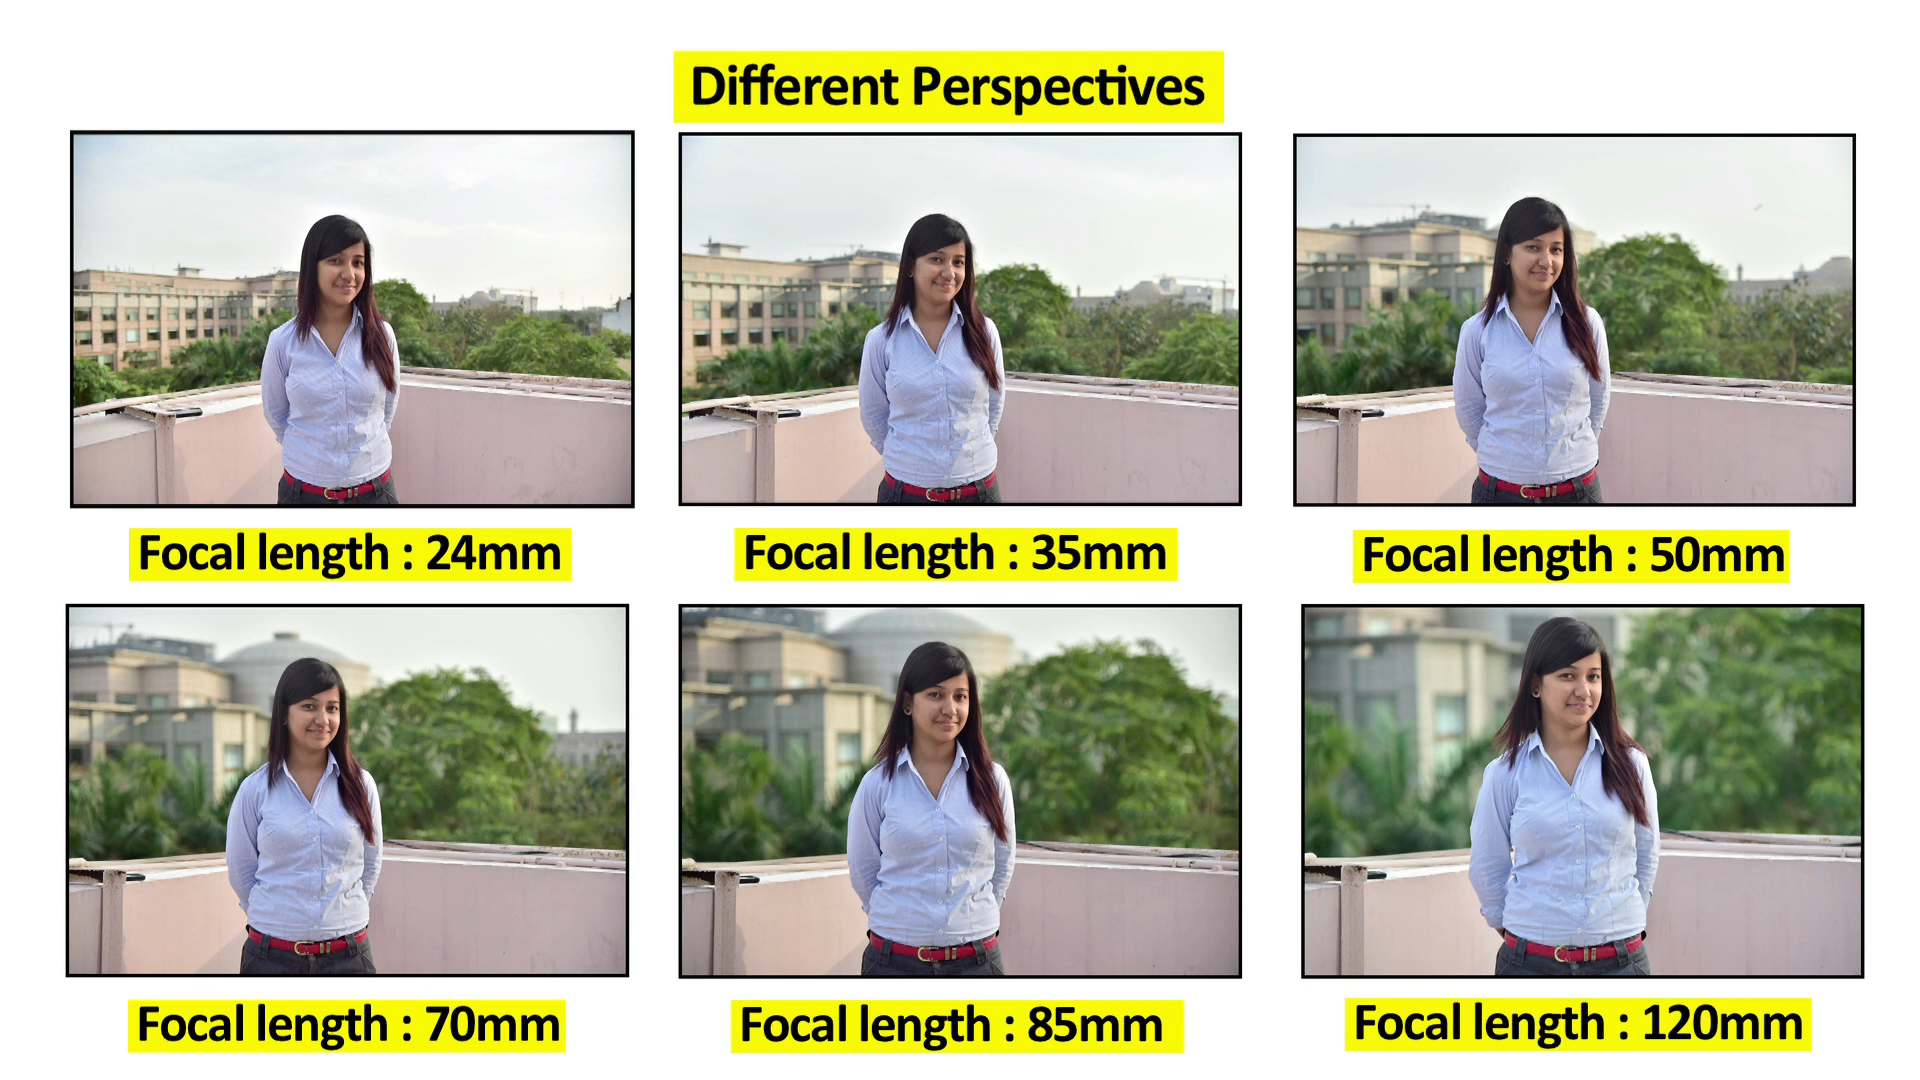 Different Perspectives
Focal length : 24mm
Focal length : 35mm
Focal length : 50mm
Focal length : 70mm
Focal length : 85mm
Focal length : 120mm